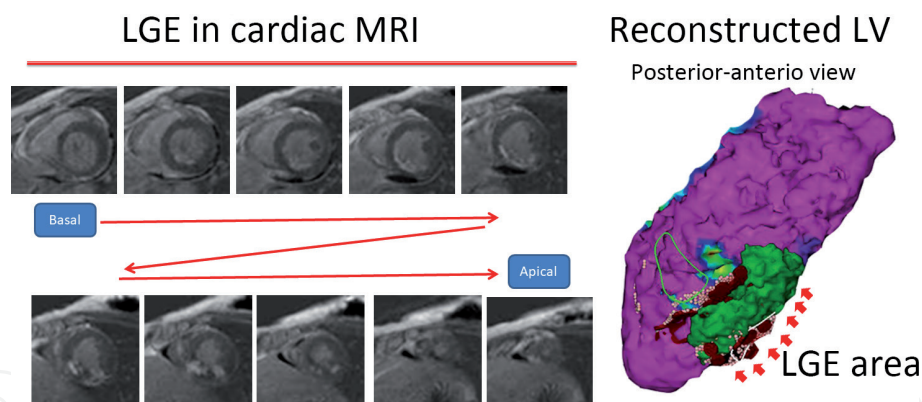 LGE in cardiac MRI
Reconstructed LV
Posterior-anterio view
Basal
Apical
LGE area